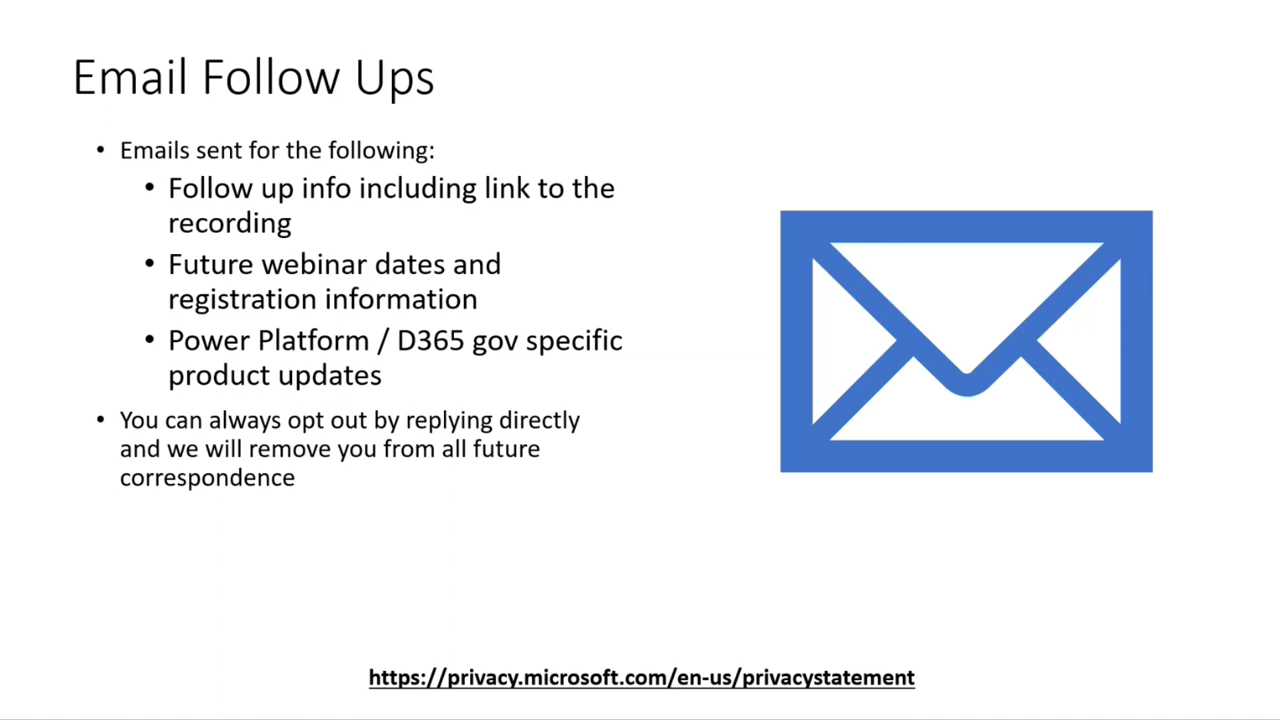 Email Follow Ups
• Emails sent for the following:
• Follow up info including link to the
recording
• Future webinar dates and
registration information
• Power Platform / D365 gov specific
product updates
• You can always opt out by replying directly
and we will remove you from all future
correspondence
https://privacy.microsoft.com/en-us/privacystatement